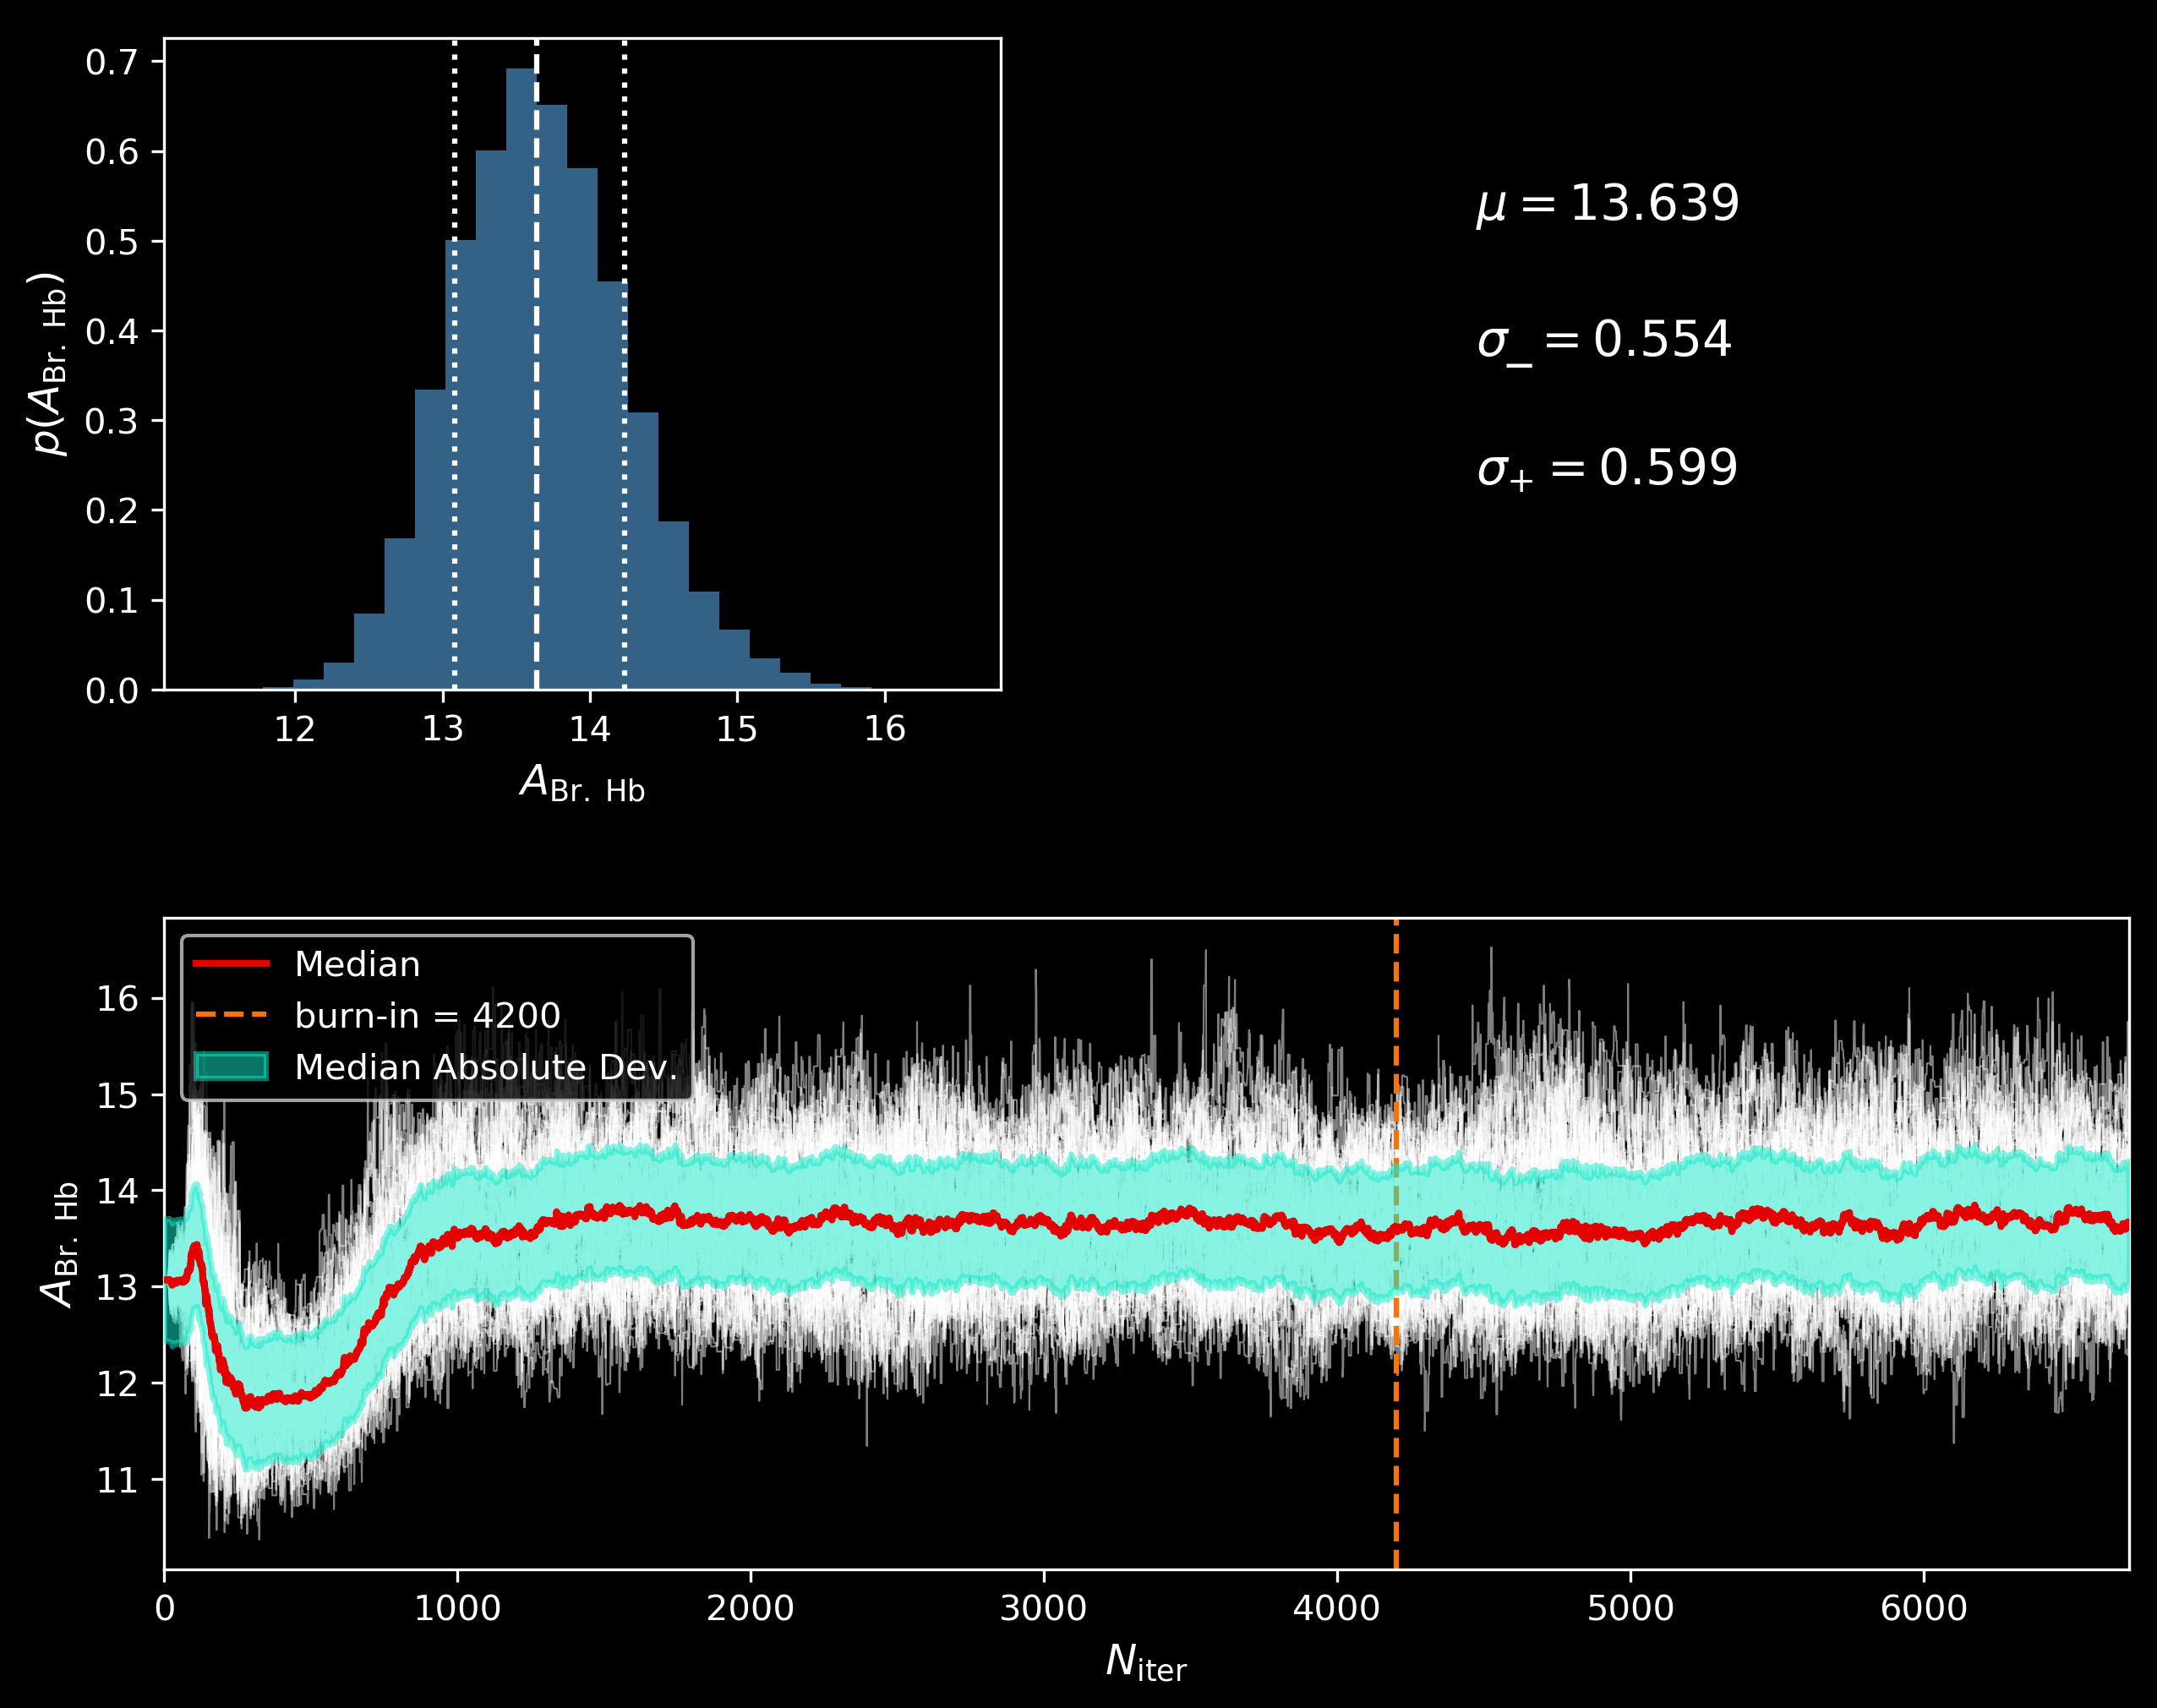 0.7
0.6
0.5
0.4
0.3
0.2
0.1
0.0
p(A_Br. Hb)
12 13 14 15 16
A_Br. Hb
μ = 13.639
σ_− = 0.554
σ_+ = 0.599
Median
burn-in = 4200
Median Absolute Dev.
16
15
14
13
12
11
A_Br. Hb
0 1000 2000 3000 4000 5000 6000
N_iter